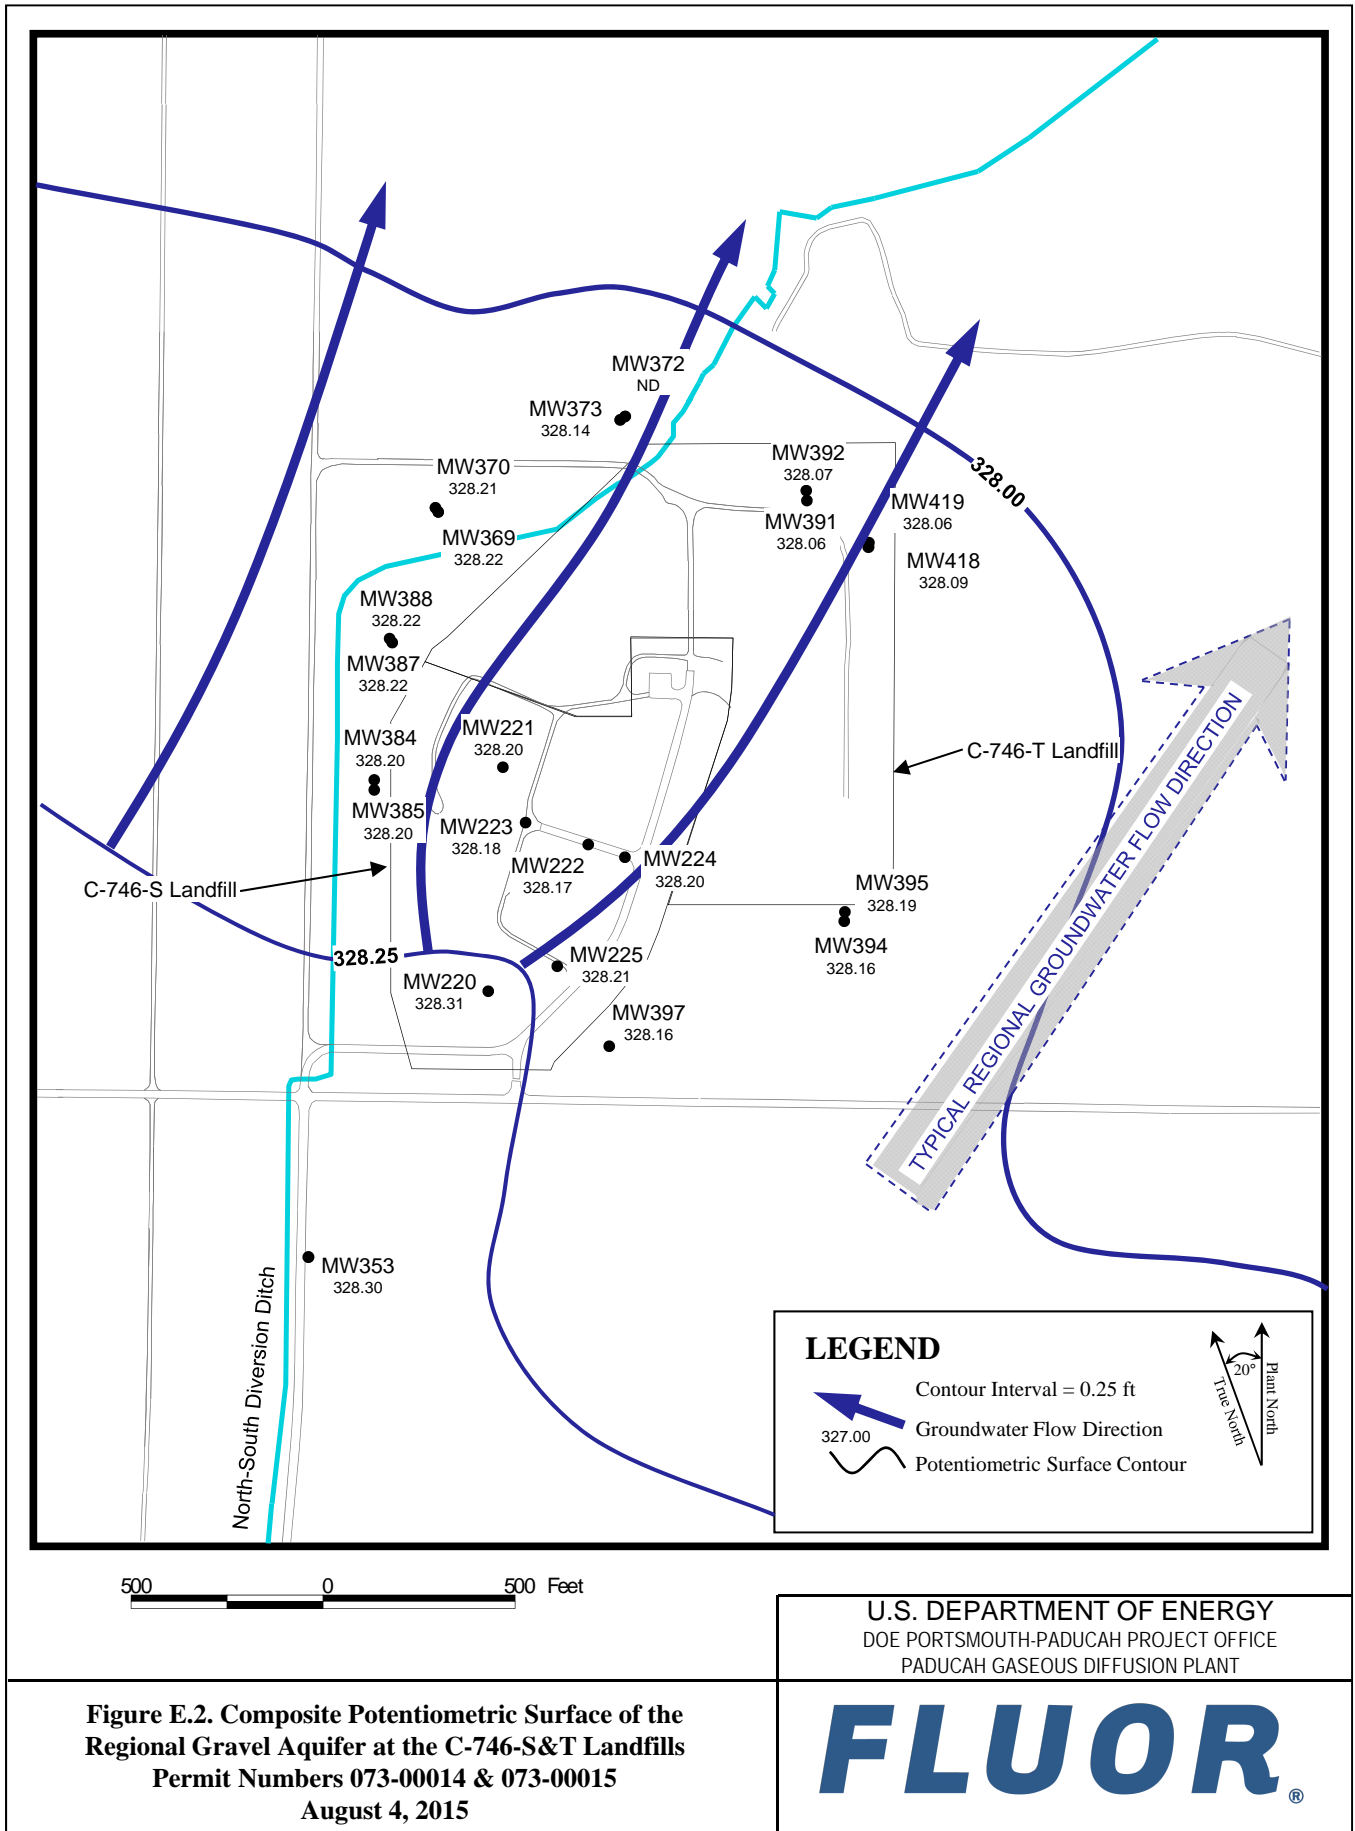 MW372
ND
MW373
328.14
MW392
328.07
MW370
328.21
328.00
MW419
328.06
MW391
328.06
MW369
328.22
MW418
328.09
MW388
328.22
MW387
328.22
TYPICAL REGIONAL GROUNDWATER FLOW DIRECTION
MW221
328.20
MW384
328.20
C-746-T Landfill
MW385
328.20
MW223
328.18
MW222
328.17
MW224
328.20
C-746-S Landfill
MW395
328.19
MW394
328.16
328.25
MW225
328.21
MW220
328.31
MW397
328.16
MW353
328.30
North-South Diversion Ditch
LEGEND
Contour Interval = 0.25 ft
Groundwater Flow Direction
327.00
Potentiometric Surface Contour
20°
True North
Plant North
500 0 500 Feet
U.S. DEPARTMENT OF ENERGY
DOE PORTSMOUTH-PADUCAH PROJECT OFFICE
PADUCAH GASEOUS DIFFUSION PLANT
Figure E.2. Composite Potentiometric Surface of the
Regional Gravel Aquifer at the C-746-S&T Landfills
Permit Numbers 073-00014 & 073-00015
August 4, 2015
FLUOR®